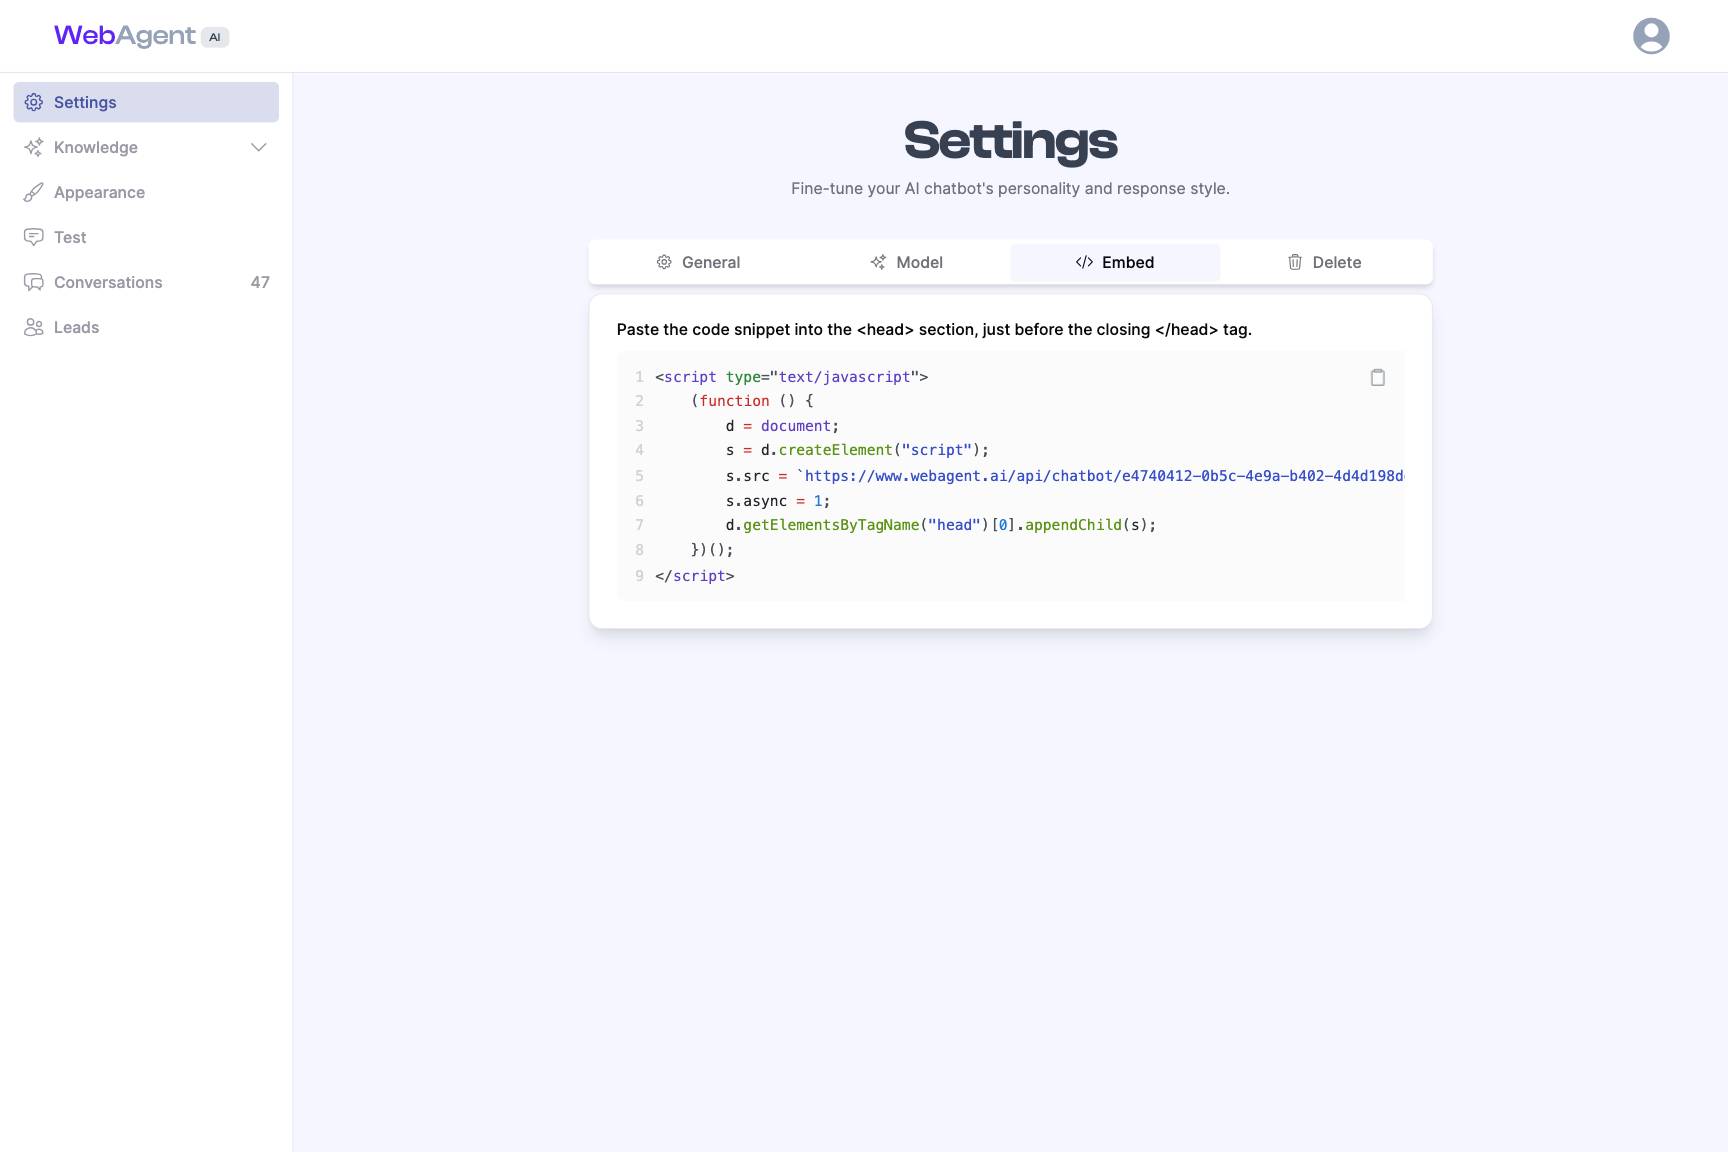 WebAgent AI
Settings
Knowledge
Appearance
Test
Conversations 47
Leads
Settings
Fine-tune your AI chatbot's personality and response style.
General Model Embed Delete
Paste the code snippet into the <head> section, just before the closing </head> tag.
1 <script type="text/javascript">
2     (function () {
3         d = document;
4         s = d.createElement("script");
5         s.src = `https://www.webagent.ai/api/chatbot/e4740412-0b5c-4e9a-b402-4d4d198d
6         s.async = 1;
7         d.getElementsByTagName("head")[0].appendChild(s);
8     })();
9 </script>